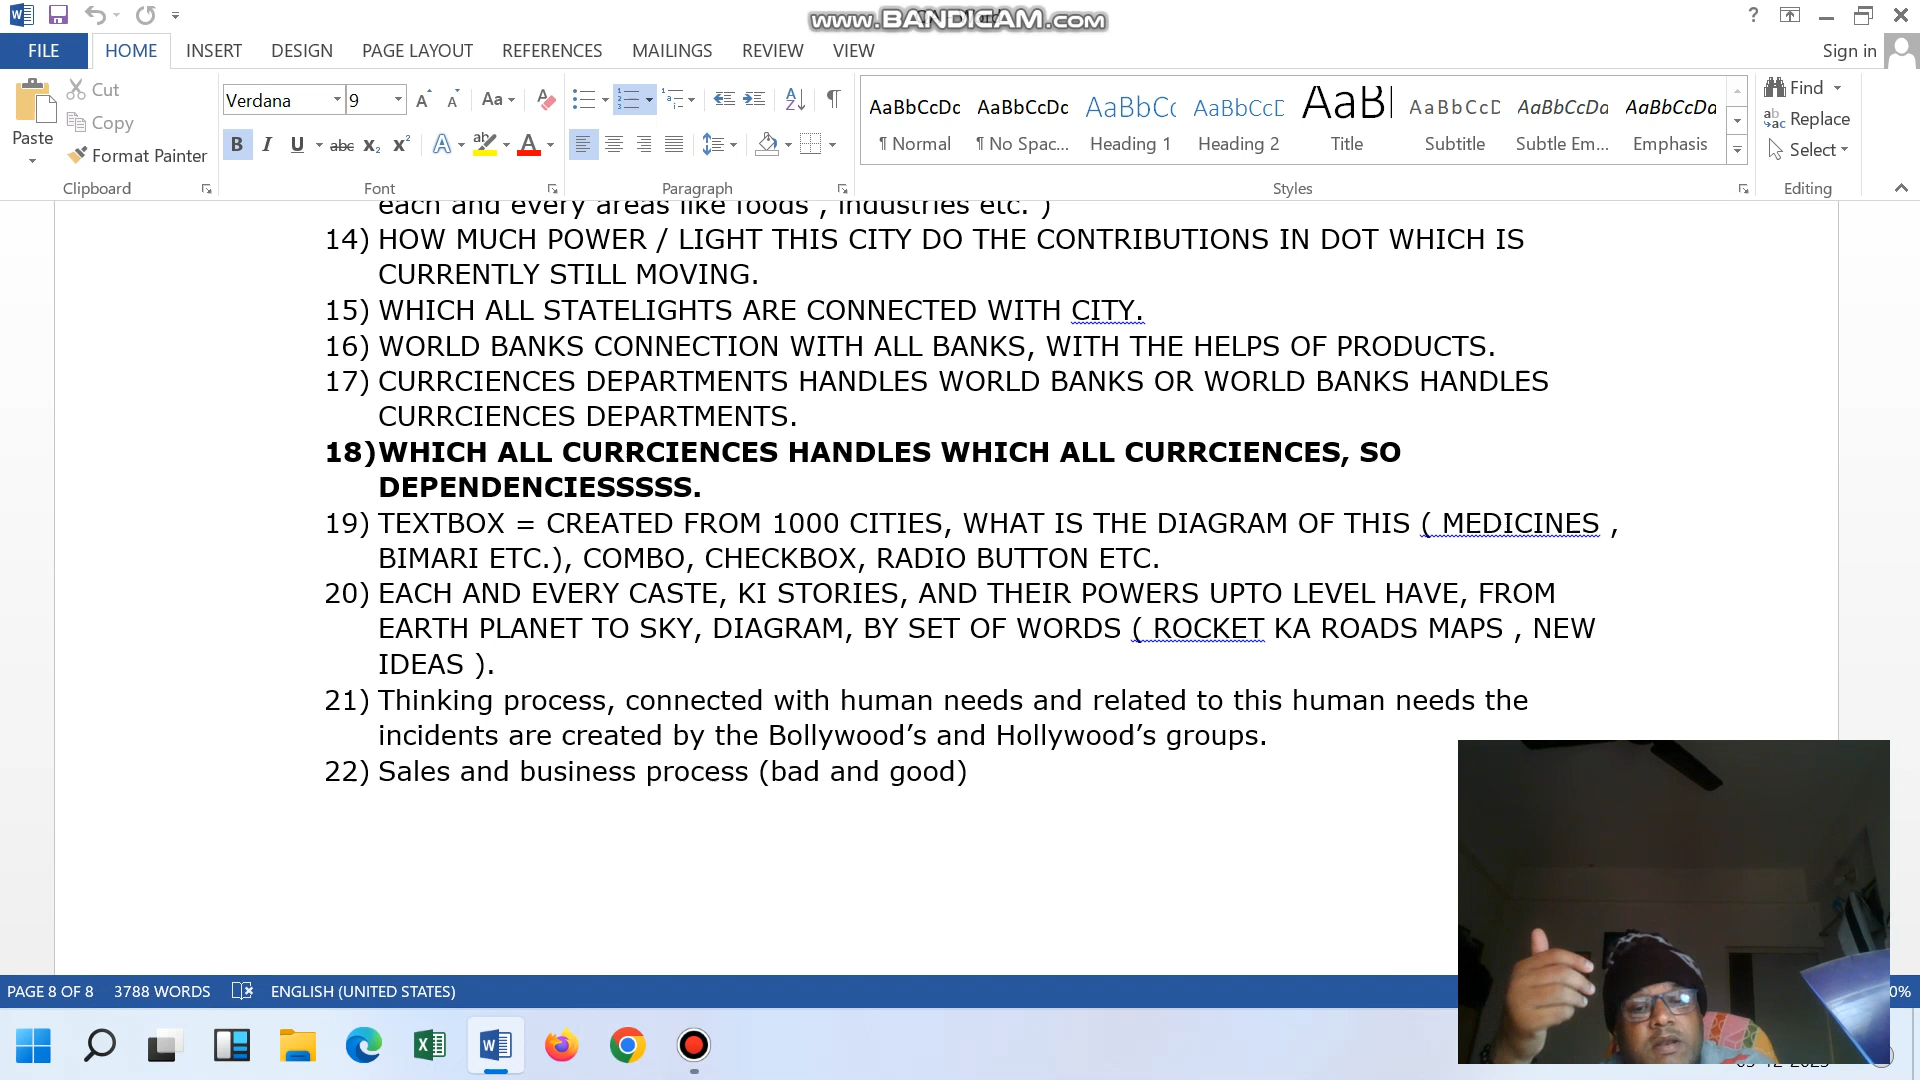 www.BANDICAM.com
FILE HOME INSERT DESIGN PAGE LAYOUT REFERENCES MAILINGS REVIEW VIEW Sign in
Paste Cut Copy Format Painter
Verdana 9
AaBbCcDc AaBbCcDc AaBbC AaBbCcD AaB AaBbCcD AaBbCcDa AaBbCcDa
¶ Normal ¶ No Spac... Heading 1 Heading 2 Title Subtitle Subtle Em... Emphasis
Find Replace Select
Clipboard Font Paragraph Styles Editing
each and every areas like foods , industries etc. )
14) HOW MUCH POWER / LIGHT THIS CITY DO THE CONTRIBUTIONS IN DOT WHICH IS
CURRENTLY STILL MOVING.
15) WHICH ALL STATELIGHTS ARE CONNECTED WITH CITY.
16) WORLD BANKS CONNECTION WITH ALL BANKS, WITH THE HELPS OF PRODUCTS.
17) CURRCIENCES DEPARTMENTS HANDLES WORLD BANKS OR WORLD BANKS HANDLES
CURRCIENCES DEPARTMENTS.
18)WHICH ALL CURRCIENCES HANDLES WHICH ALL CURRCIENCES, SO
DEPENDENCIESSSSS.
19) TEXTBOX = CREATED FROM 1000 CITIES, WHAT IS THE DIAGRAM OF THIS ( MEDICINES ,
BIMARI ETC.), COMBO, CHECKBOX, RADIO BUTTON ETC.
20) EACH AND EVERY CASTE, KI STORIES, AND THEIR POWERS UPTO LEVEL HAVE, FROM
EARTH PLANET TO SKY, DIAGRAM, BY SET OF WORDS ( ROCKET KA ROADS MAPS , NEW
IDEAS ).
21) Thinking process, connected with human needs and related to this human needs the
incidents are created by the Bollywood’s and Hollywood’s groups.
22) Sales and business process (bad and good)
PAGE 8 OF 8 3788 WORDS ENGLISH (UNITED STATES)